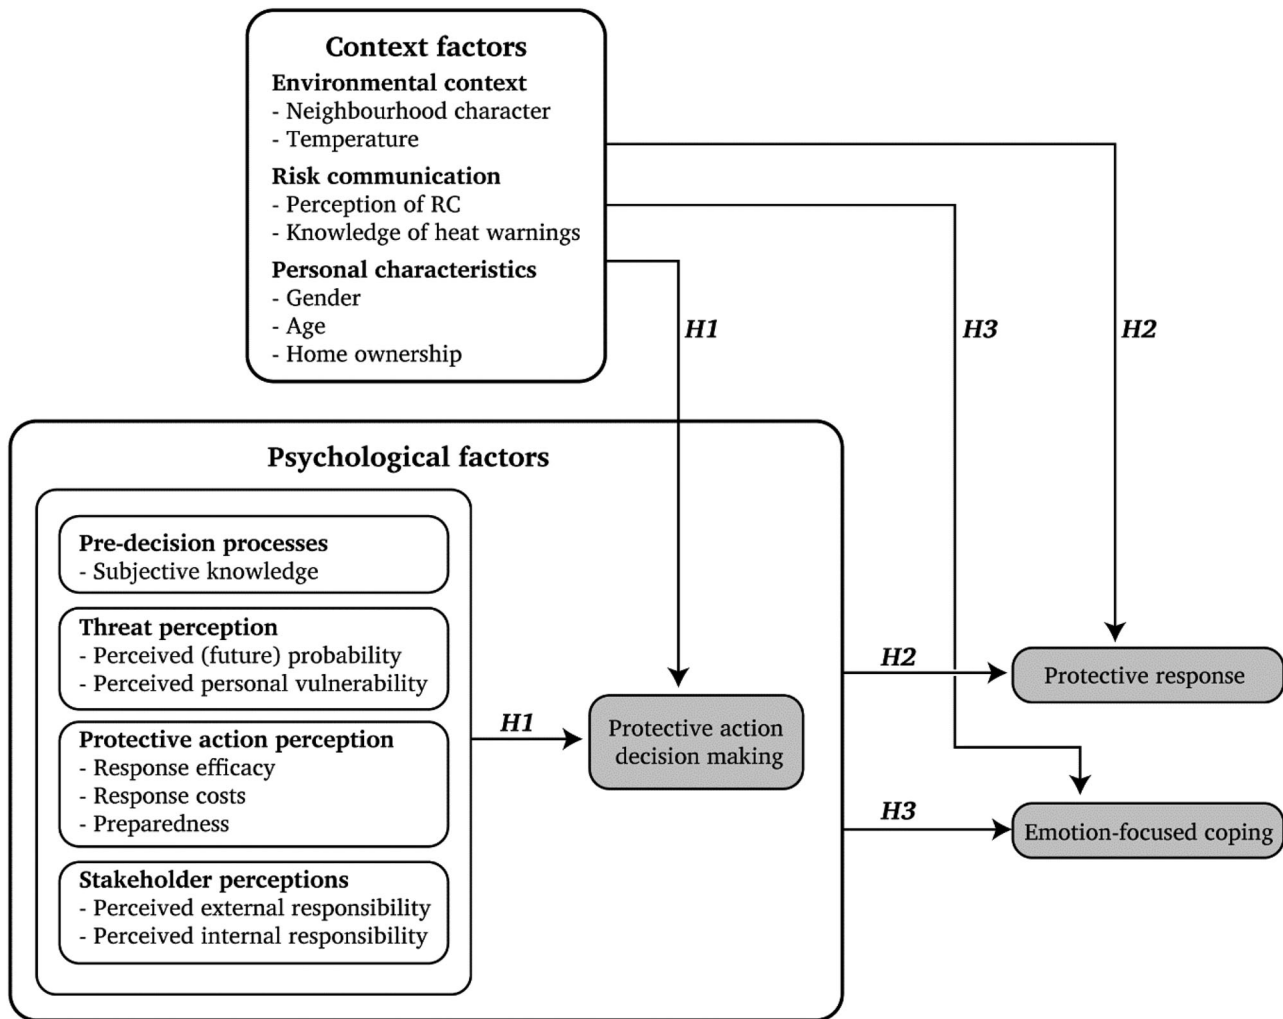 Context factors
Environmental context
- Neighbourhood character
- Temperature
Risk communication
- Perception of RC
- Knowledge of heat warnings
Personal characteristics
- Gender
- Age
- Home ownership
H1
H3
H2
Psychological factors
Pre-decision processes
- Subjective knowledge
Threat perception
- Perceived (future) probability
- Perceived personal vulnerability
Protective action perception
- Response efficacy
- Response costs
- Preparedness
Stakeholder perceptions
- Perceived external responsibility
- Perceived internal responsibility
H1
Protective action
decision making
H2
Protective response
H3
Emotion-focused coping